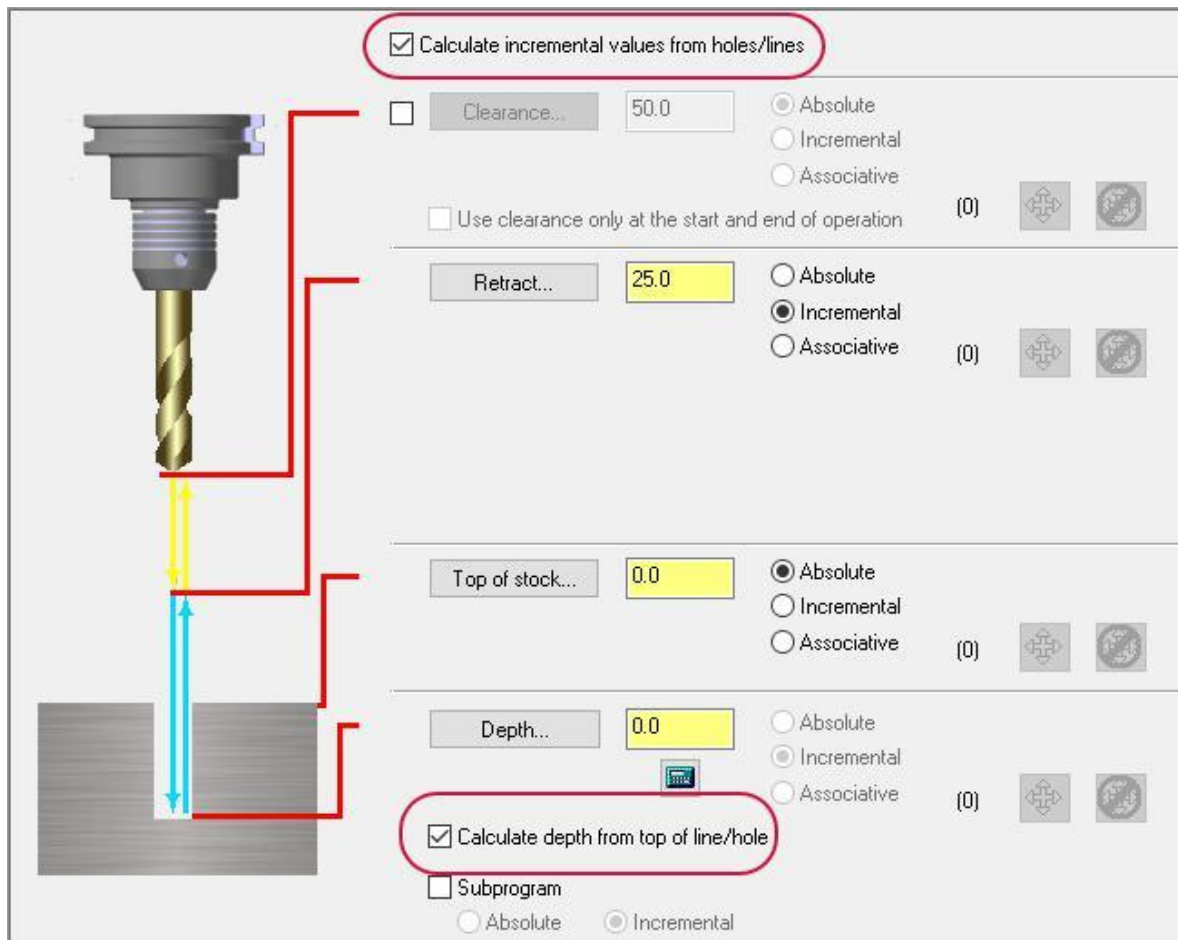 Calculate incremental values from holes/lines
Clearance... 50.0 Absolute
Incremental
Associative
Use clearance only at the start and end of operation (0)
Retract... 25.0 Absolute
Incremental
Associative (0)
Top of stock... 0.0 Absolute
Incremental
Associative (0)
Depth... 0.0 Absolute
Incremental
Associative (0)
Calculate depth from top of line/hole
Subprogram
Absolute Incremental